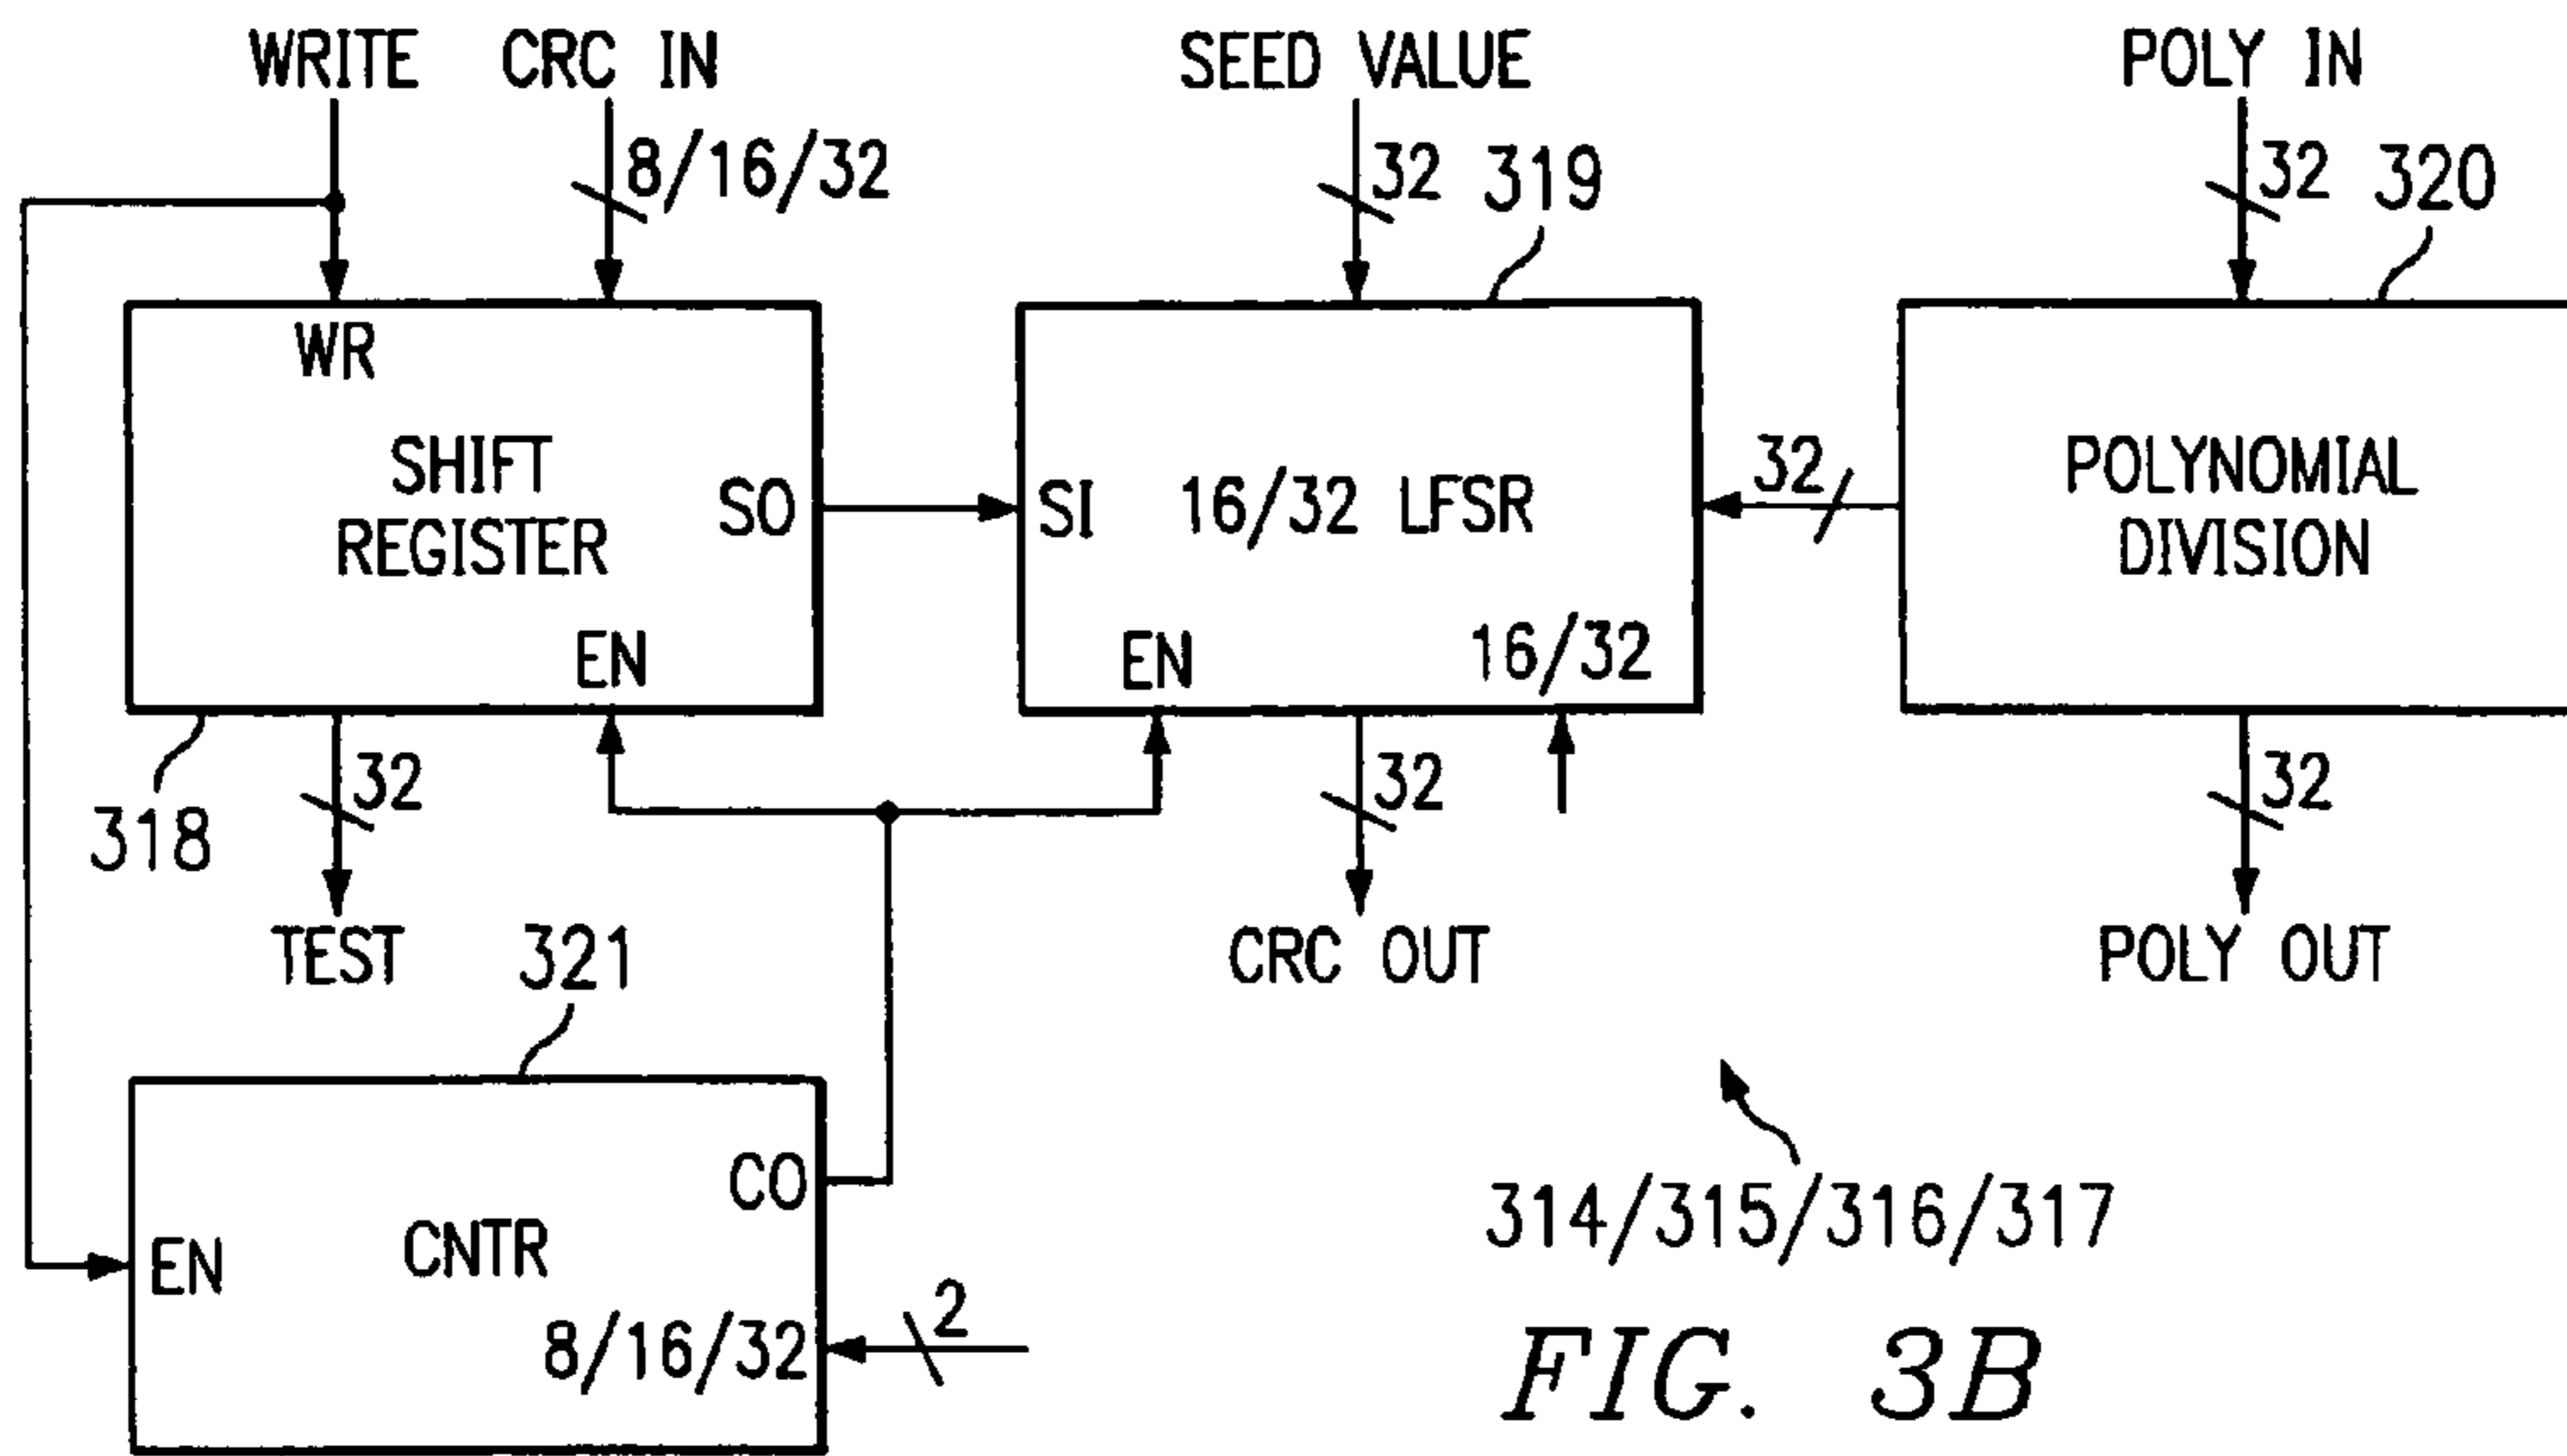 WRITE CRC IN SEED VALUE POLY IN
8/16/32 32 319 32 320
WR
SHIFT
REGISTER
SO
EN
SI 16/32 LFSR
EN 16/32
32
POLYNOMIAL
DIVISION
318 32 32 32
TEST 321 CRC OUT POLY OUT
CO
EN CNTR
8/16/32 2
314/315/316/317
FIG. 3B